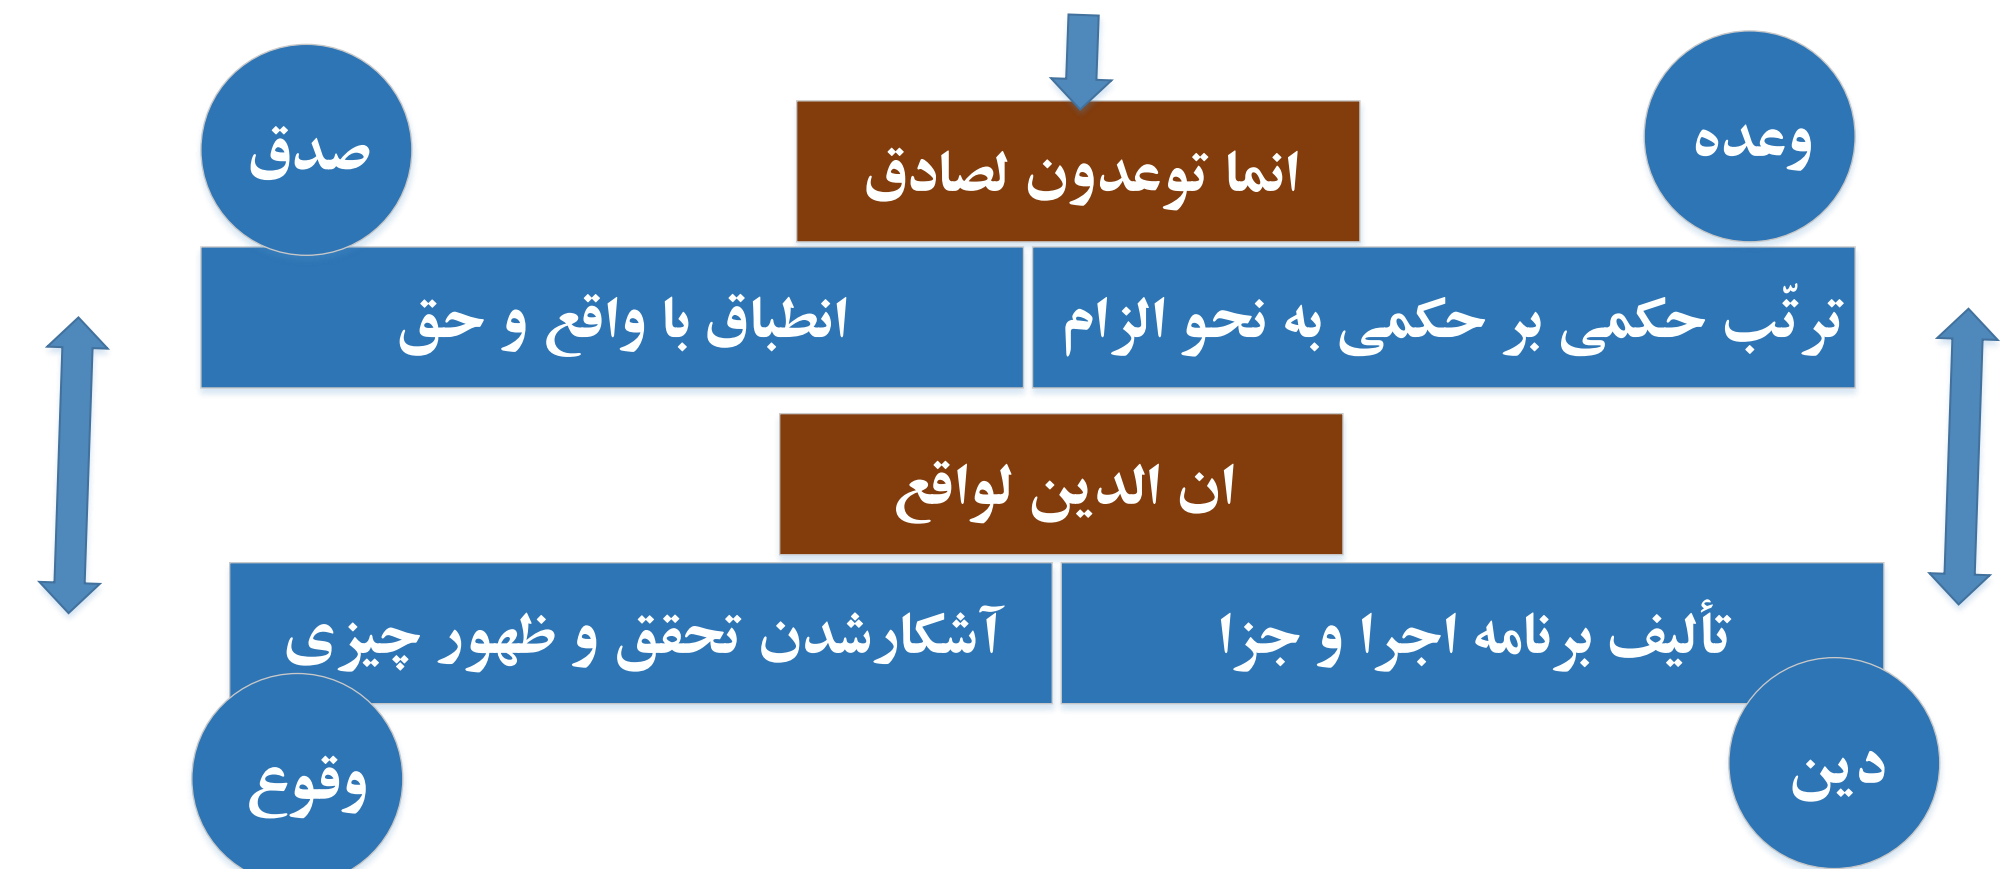 وعده
صدق
انما توعدون لصادق
ترتّب حکمی بر حکمی به نحو الزام
انطباق با واقع و حق
ان الدین لواقع
تألیف برنامه اجرا و جزا
آشکارشدن تحقق و ظهور چیزی
دین
وقوع